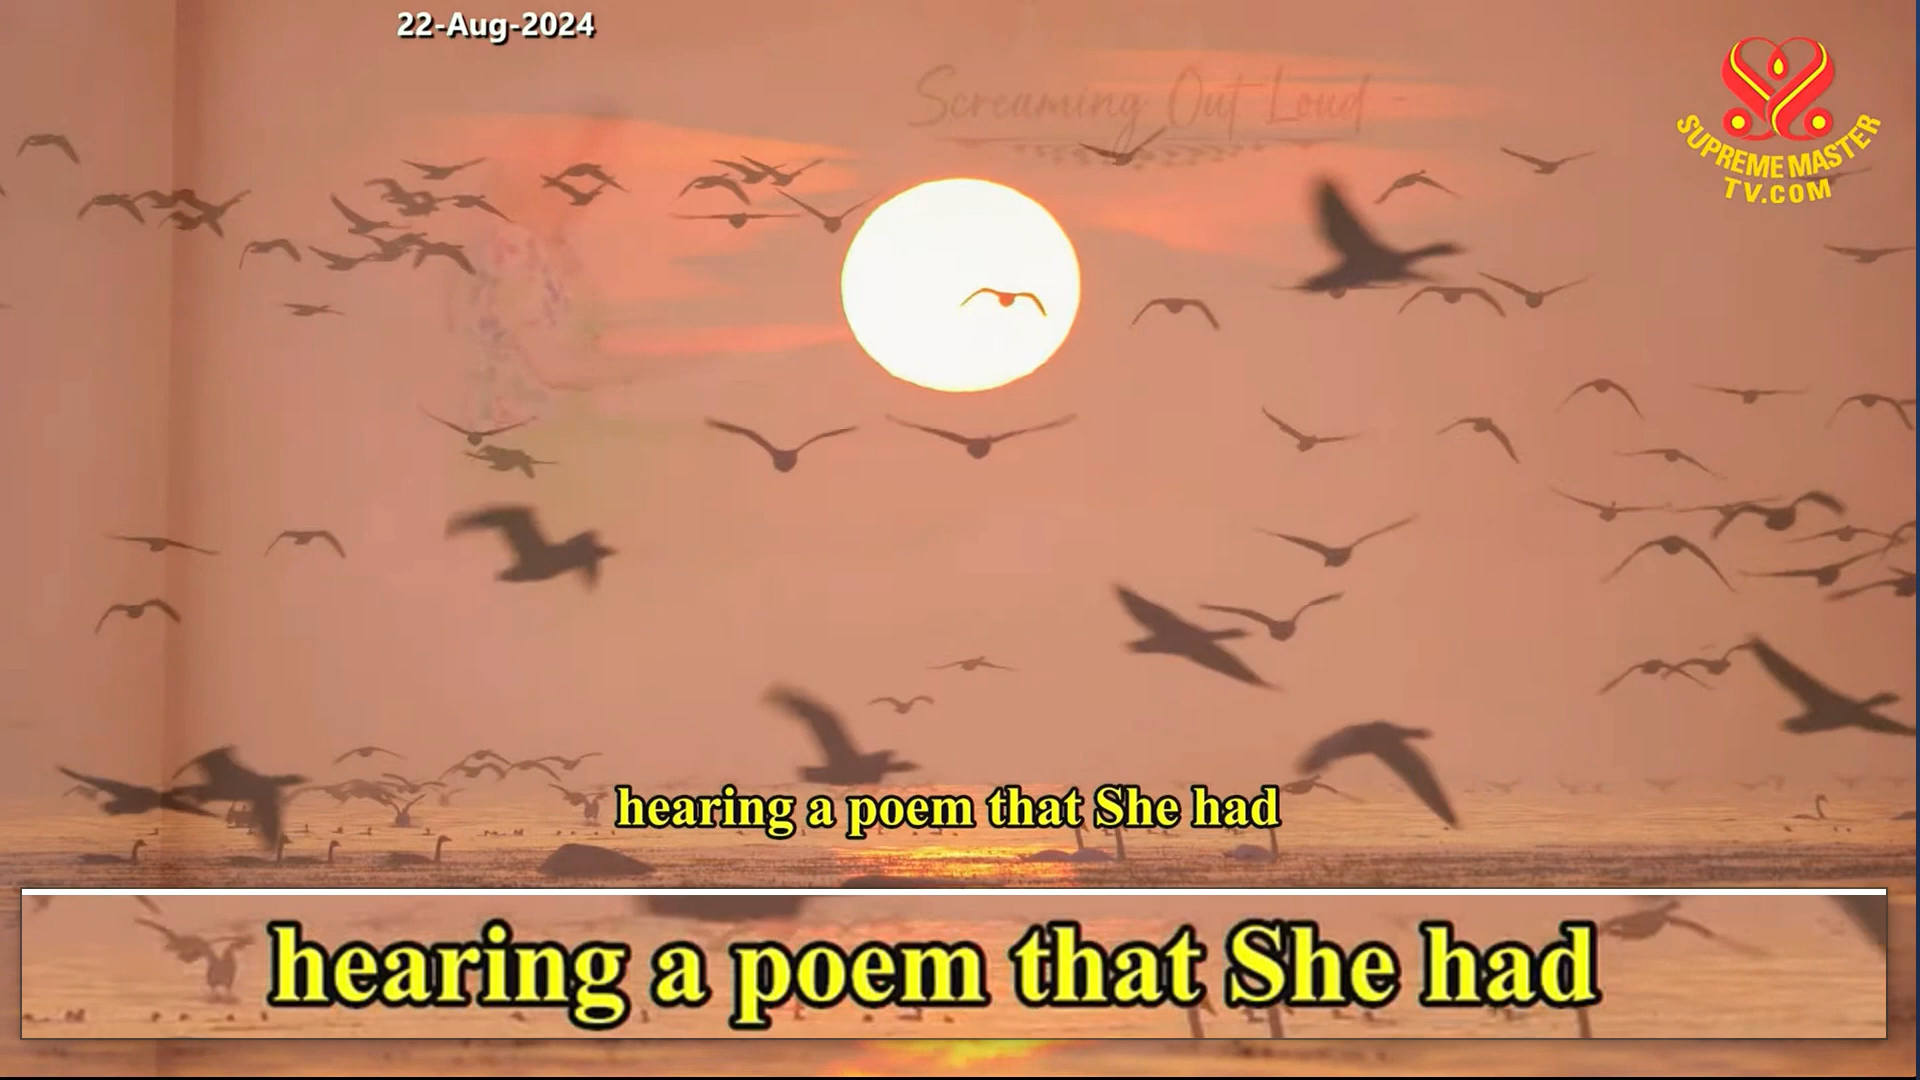 22-Aug-2024
Screaming Out Loud -
SUPREME MASTER
TV.COM
hearing a poem that She had
hearing a poem that She had